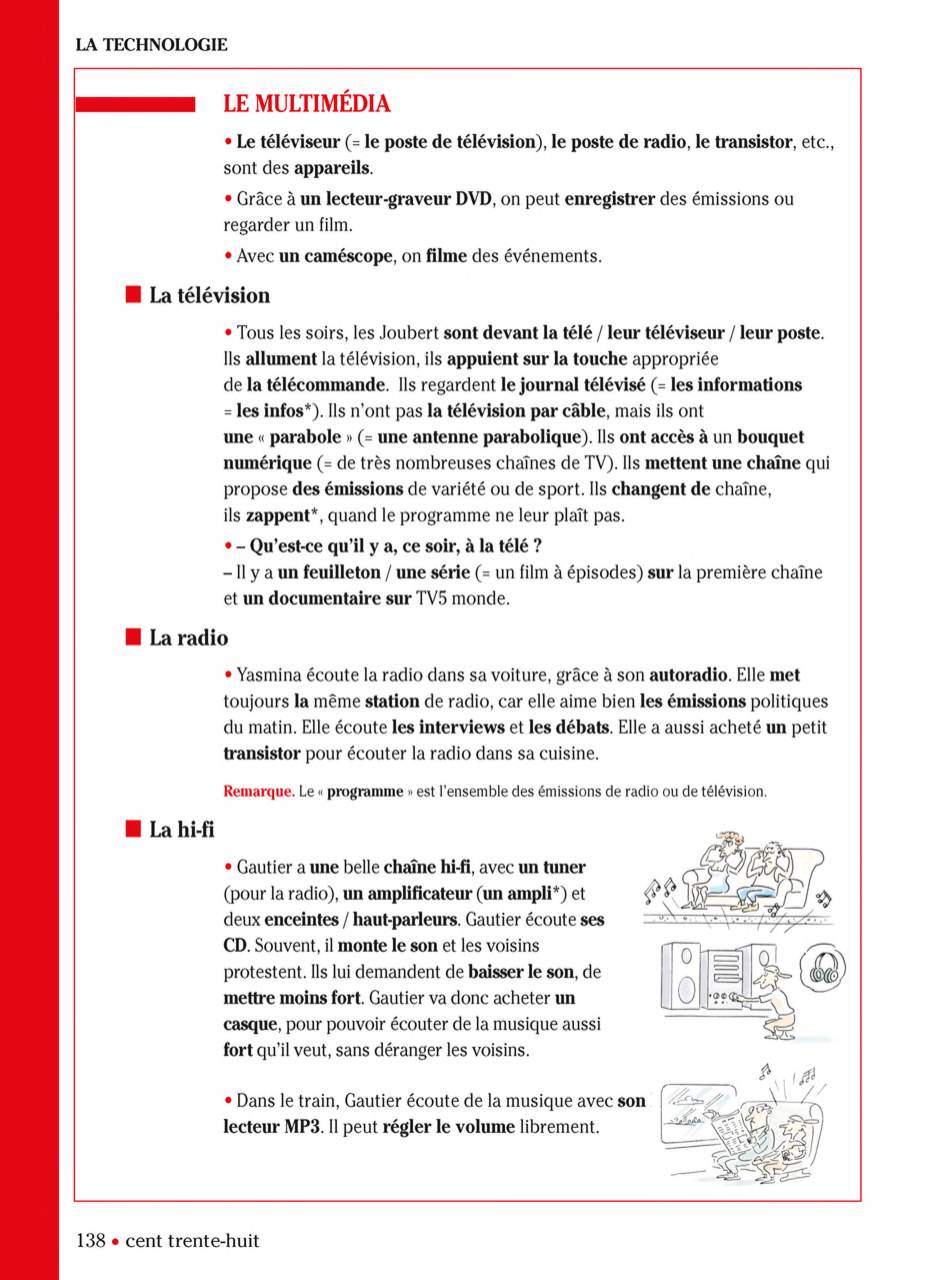 LA TECHNOLOGIE
LE MULTIMÉDIA
• Le téléviseur (= le poste de télévision), le poste de radio, le transistor, etc.,
sont des appareils.
• Grâce à un lecteur-graveur DVD, on peut enregistrer des émissions ou
regarder un film.
• Avec un caméscope, on filme des événements.
■ La télévision
• Tous les soirs, les Joubert sont devant la télé / leur téléviseur / leur poste.
Ils allument la télévision, ils appuient sur la touche appropriée
de la télécommande. Ils regardent le journal télévisé (= les informations
= les infos*). Ils n'ont pas la télévision par câble, mais ils ont
une « parabole » (= une antenne parabolique). Ils ont accès à un bouquet
numérique (= de très nombreuses chaînes de TV). Ils mettent une chaîne qui
propose des émissions de variété ou de sport. Ils changent de chaîne,
ils zappent*, quand le programme ne leur plaît pas.
• – Qu'est-ce qu'il y a, ce soir, à la télé ?
– Il y a un feuilleton / une série (= un film à épisodes) sur la première chaîne
et un documentaire sur TV5 monde.
■ La radio
• Yasmina écoute la radio dans sa voiture, grâce à son autoradio. Elle met
toujours la même station de radio, car elle aime bien les émissions politiques
du matin. Elle écoute les interviews et les débats. Elle a aussi acheté un petit
transistor pour écouter la radio dans sa cuisine.
Remarque. Le « programme » est l'ensemble des émissions de radio ou de télévision.
■ La hi-fi
• Gautier a une belle chaîne hi-fi, avec un tuner
(pour la radio), un amplificateur (un ampli*) et
deux enceintes / haut-parleurs. Gautier écoute ses
CD. Souvent, il monte le son et les voisins
protestent. Ils lui demandent de baisser le son, de
mettre moins fort. Gautier va donc acheter un
casque, pour pouvoir écouter de la musique aussi
fort qu'il veut, sans déranger les voisins.
• Dans le train, Gautier écoute de la musique avec son
lecteur MP3. Il peut régler le volume librement.
138 • cent trente-huit